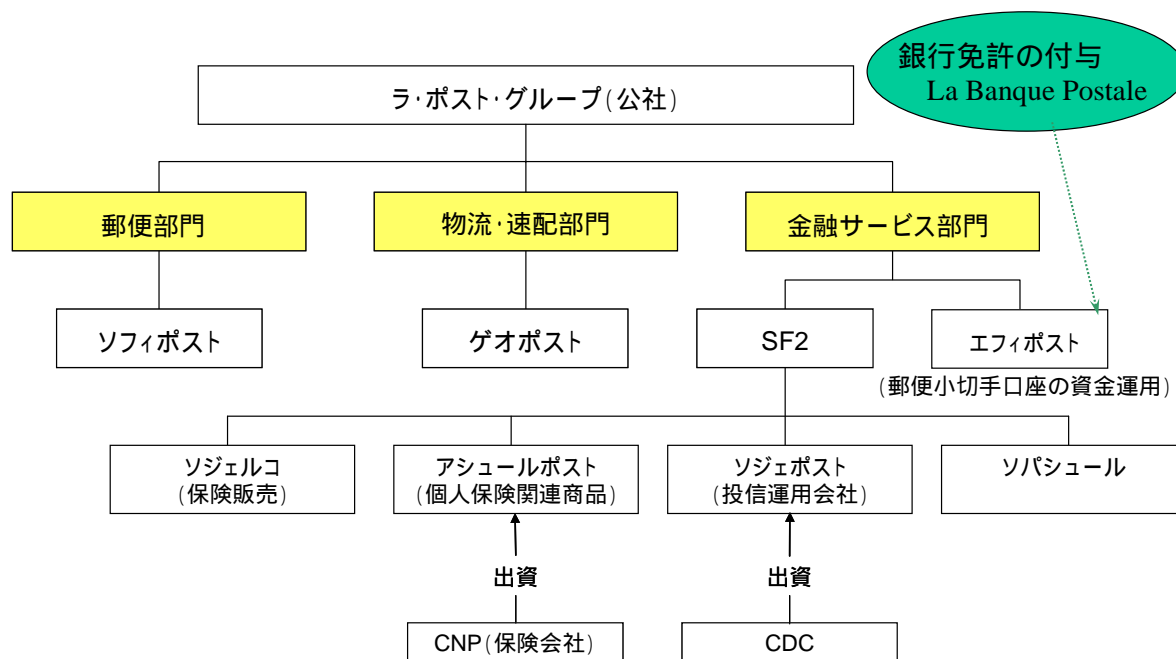 銀行免許の付与
La Banque Postale
ラ・ポスト・グループ(公社)
郵便部門
物流・速配部門
金融サービス部門
ソフィポスト
ゲオポスト
SF2
エフィポスト
(郵便小切手口座の資金運用)
ソジェルコ
(保険販売)
アシュールポスト
(個人保険関連商品)
ソジェポスト
(投信運用会社)
ソパシュール
出資
出資
CNP(保険会社)
CDC